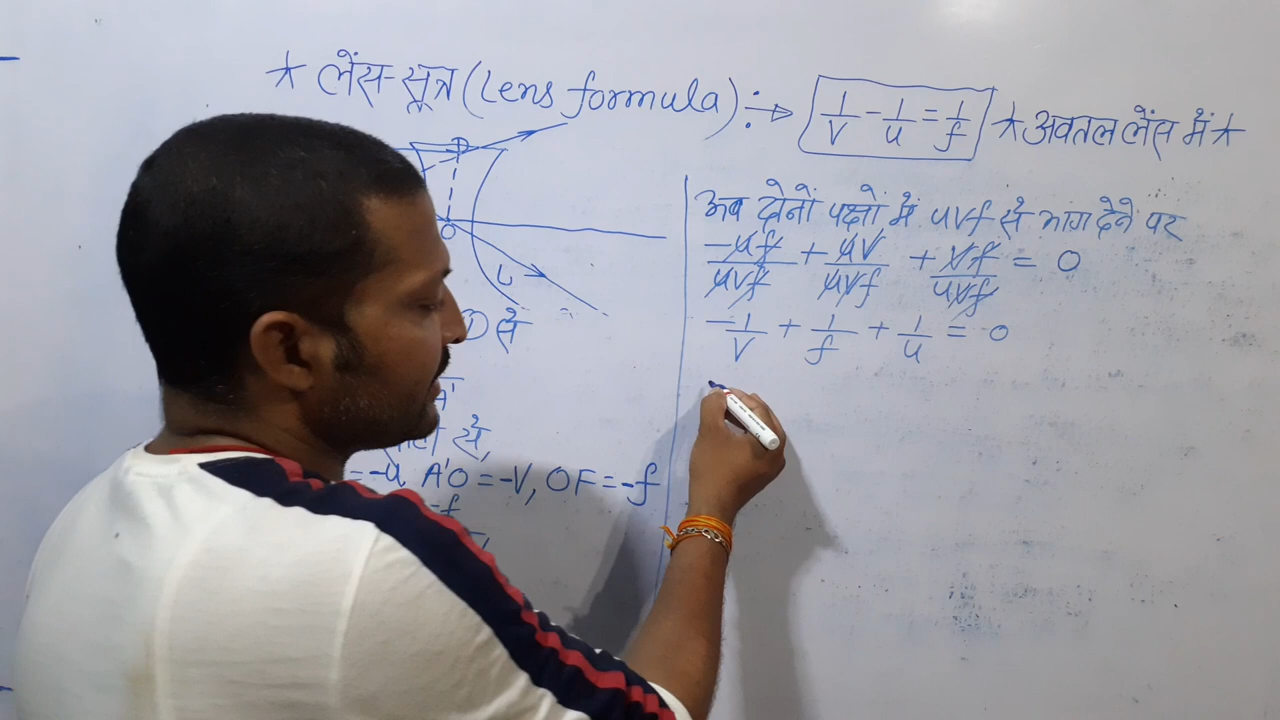 ★ लेंस-सूत्र (Lens formula) :→ 1/v - 1/u = 1/f ★ अवतल लेंस में ★
O
L
① से
A'
से,
= -u A'O = -v, OF = -f
-f
अब दोनों पक्षों में uvf से भाग देने पर
-uf/uvf + uv/uvf + vf/uvf = 0
-1/v + 1/f + 1/u = 0